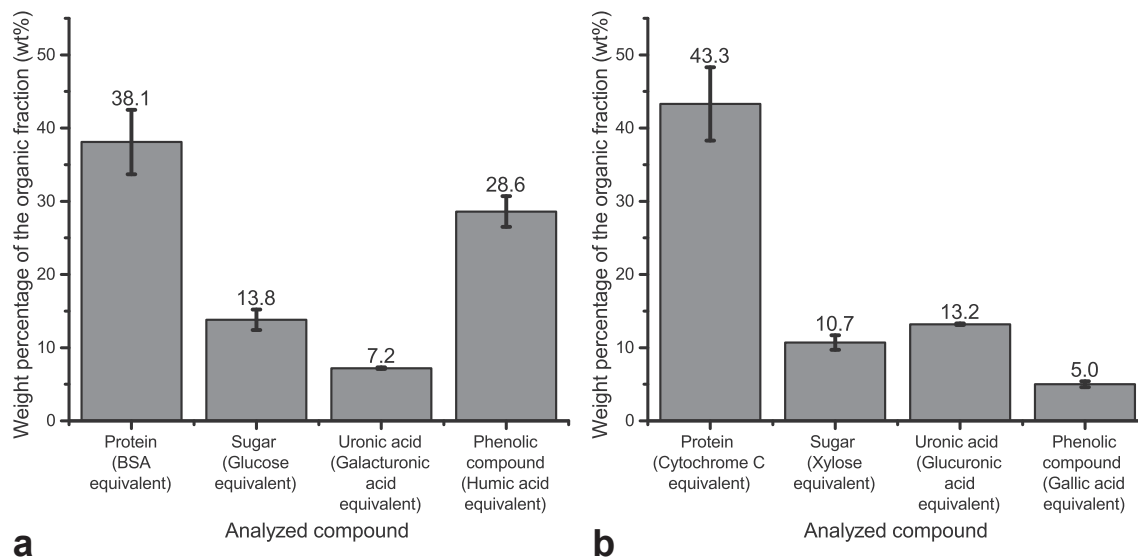 Weight percentage of the organic fraction (wt%)
50
40
30
20
10
0
38.1
13.8
7.2
28.6
Protein
(BSA
equivalent)
Sugar
(Glucose
equivalent)
Uronic acid
(Galacturonic
acid
equivalent)
Phenolic
compound
(Humic acid
equivalent)
Analyzed compound
a
Weight percentage of the organic fraction (wt%)
50
40
30
20
10
0
43.3
10.7
13.2
5.0
Protein
(Cytochrome C
equivalent)
Sugar
(Xylose
equivalent)
Uronic acid
(Glucuronic
acid
equivalent)
Phenolic
compound
(Gallic acid
equivalent)
Analyzed compound
b